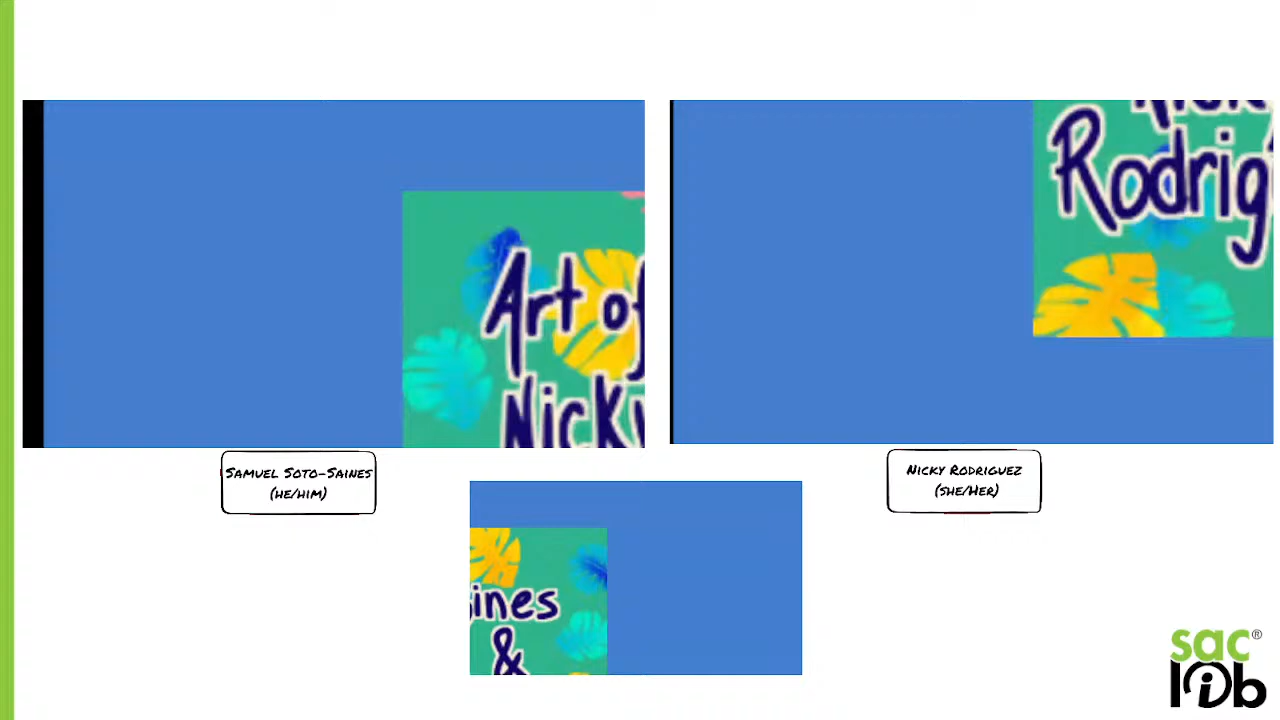 Art of
Nicky
Rodrig
SAMUEL SOTO-SAINES
(HE/HIM)
NICKY RODRIGUEZ
(SHE/HER)
ines
&
sac®
lib